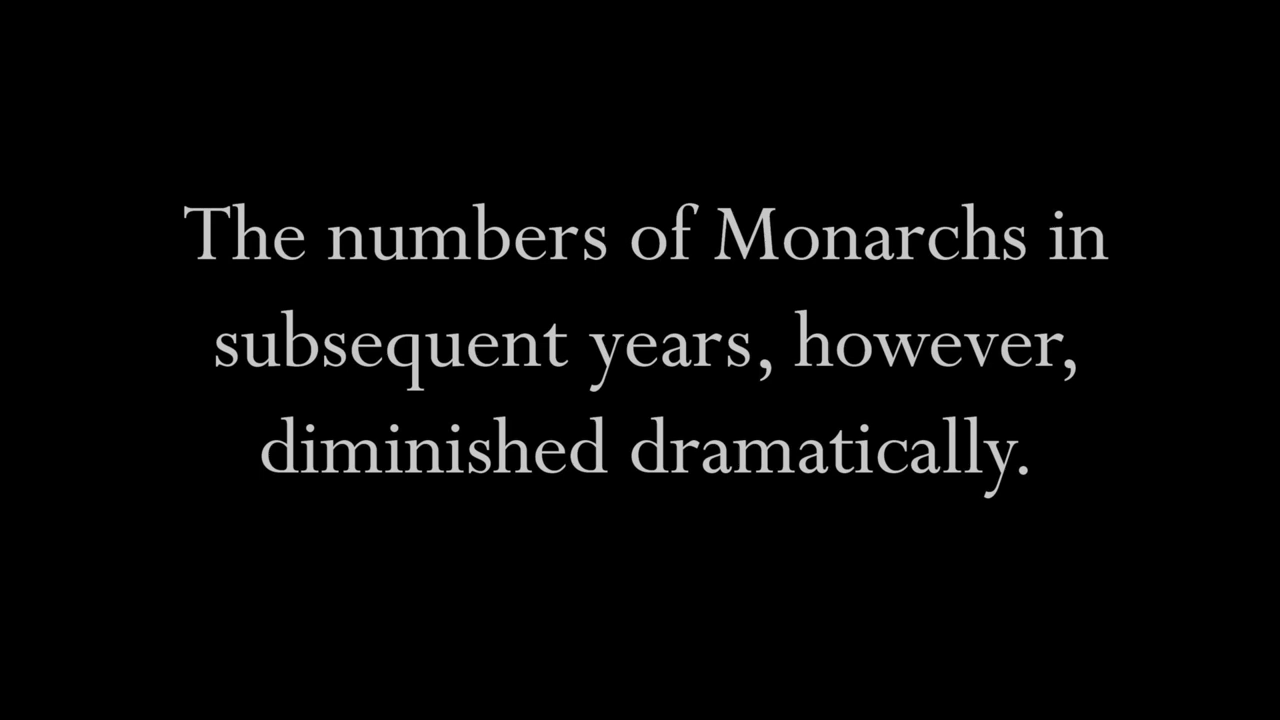 The numbers of Monarchs in
subsequent years, however,
diminished dramatically.